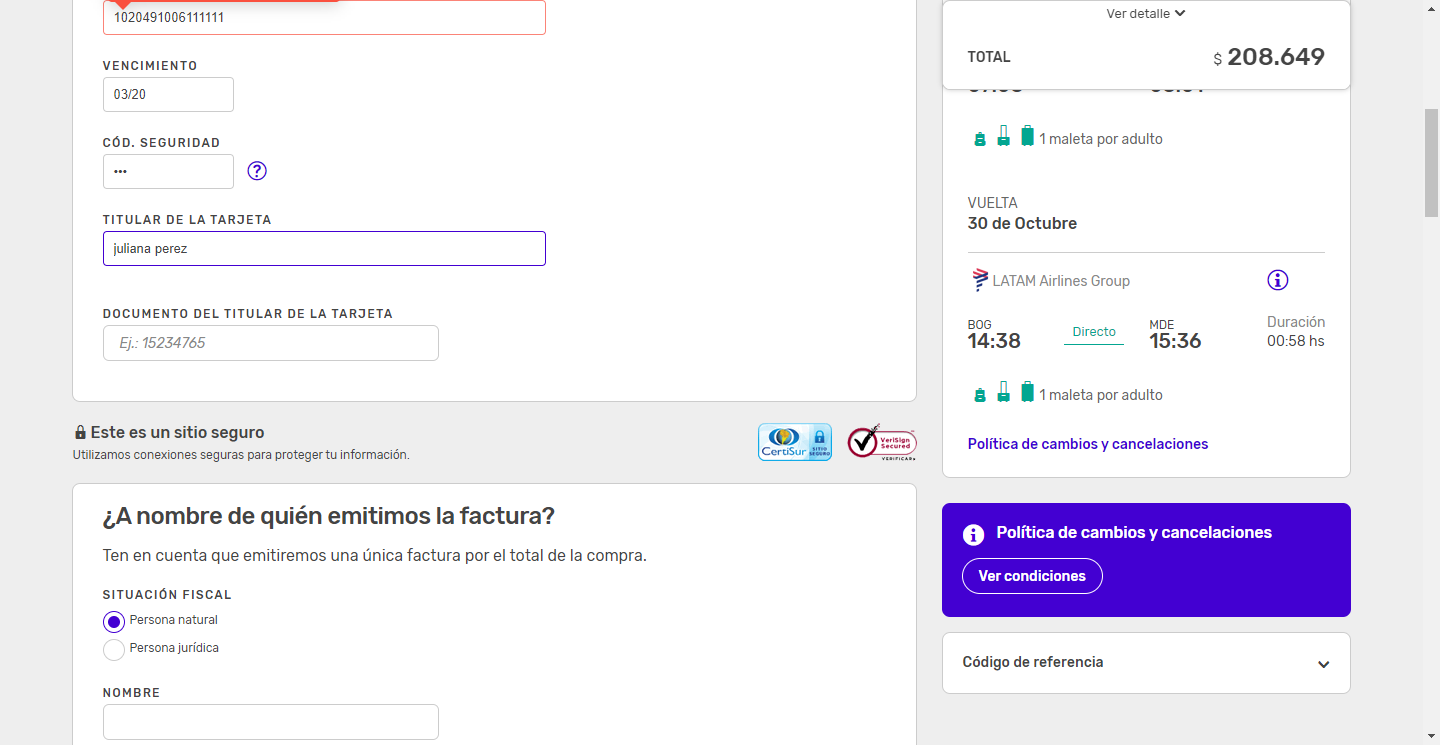 1020491006111111
VENCIMIENTO
03/20
CÓD. SEGURIDAD
•••
?
TITULAR DE LA TARJETA
juliana perez
DOCUMENTO DEL TITULAR DE LA TARJETA
Ej.: 15234765
Este es un sitio seguro
Utilizamos conexiones seguras para proteger tu información.
CertiSur SITIO SEGURO
VeriSign Secured
VERIFICAR▸
¿A nombre de quién emitimos la factura?
Ten en cuenta que emitiremos una única factura por el total de la compra.
SITUACIÓN FISCAL
Persona natural
Persona jurídica
NOMBRE
Ver detalle
TOTAL $ 208.649
1 maleta por adulto
VUELTA
30 de Octubre
LATAM Airlines Group
BOG MDE Duración
14:38 Directo 15:36 00:58 hs
1 maleta por adulto
Política de cambios y cancelaciones
Política de cambios y cancelaciones
Ver condiciones
Código de referencia